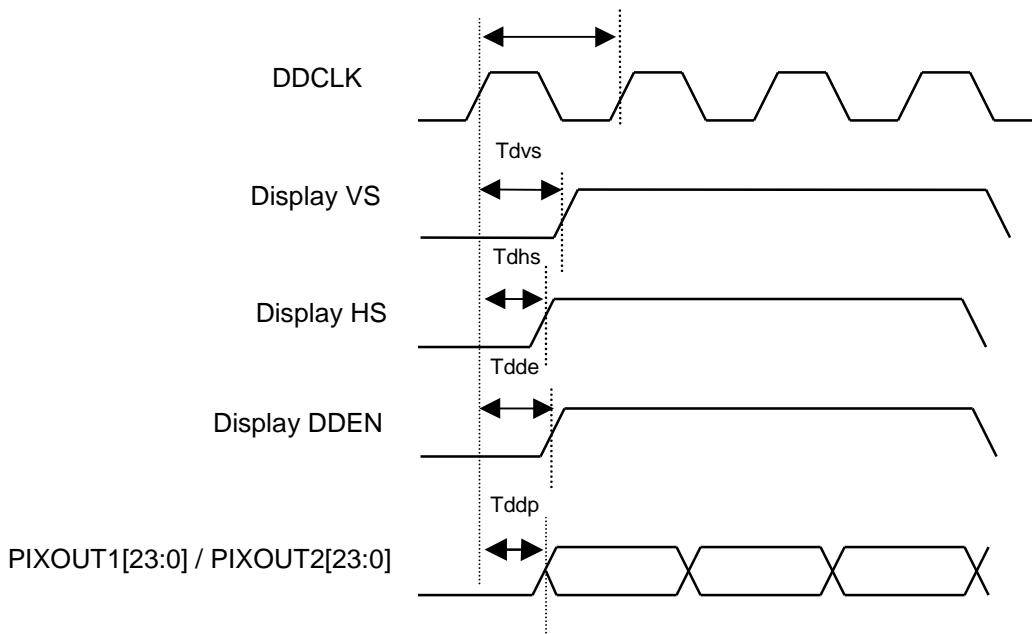 DDCLK
Tdvs
Display VS
Tdhs
Display HS
Tdde
Display DDEN
Tddp
PIXOUT1[23:0] / PIXOUT2[23:0]